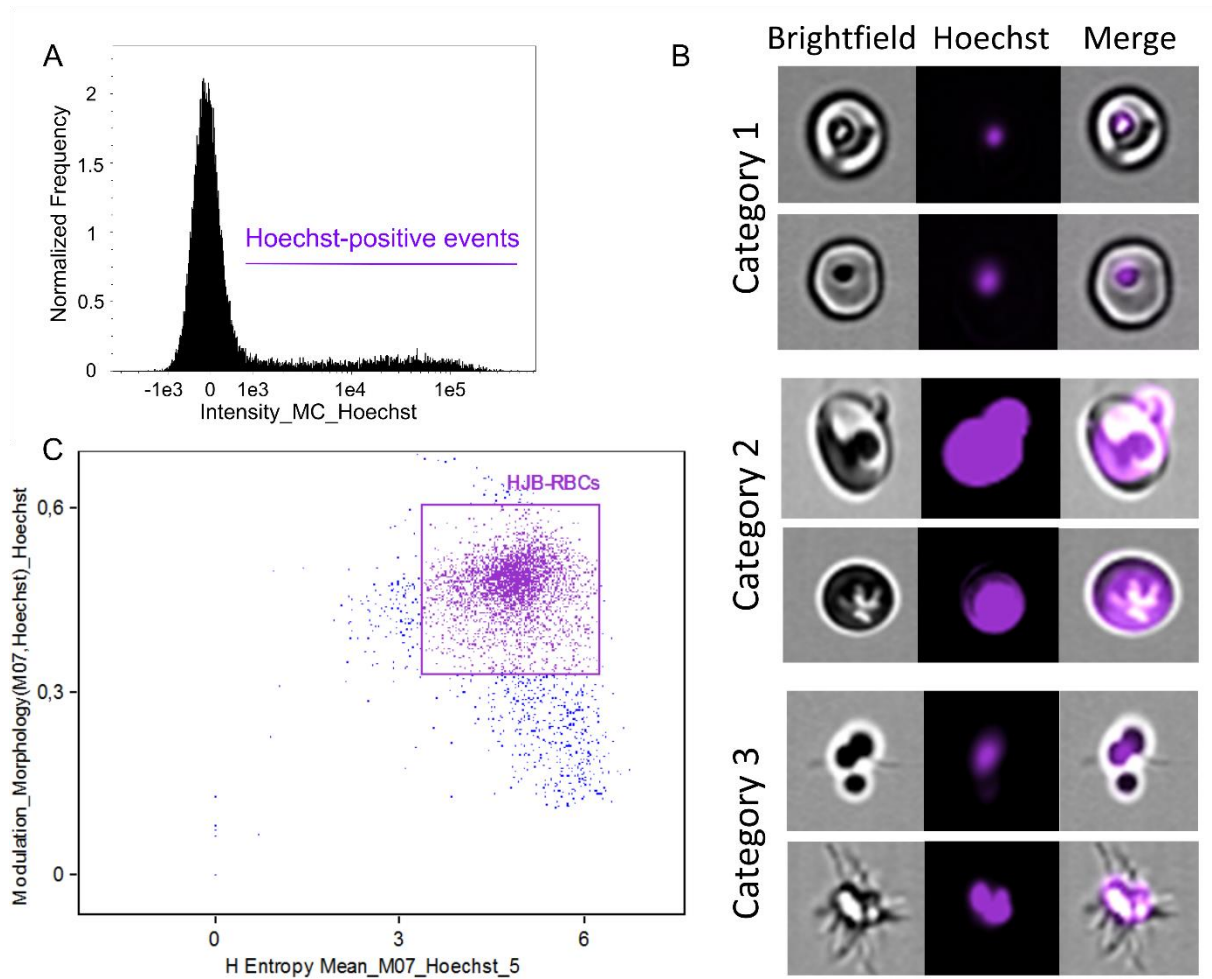 A
Normalized Frequency
2
1.5
1
0.5
0
Hoechst-positive events
-1e3 0 1e3 1e4 1e5
Intensity_MC_Hoechst
B
Brightfield Hoechst Merge
Category 1
Category 2
Category 3
C
Modulation_Morphology(M07,Hoechst)_Hoechst
0,6
0,3
0
HJB-RBCs
0 3 6
H Entropy Mean_M07_Hoechst_5